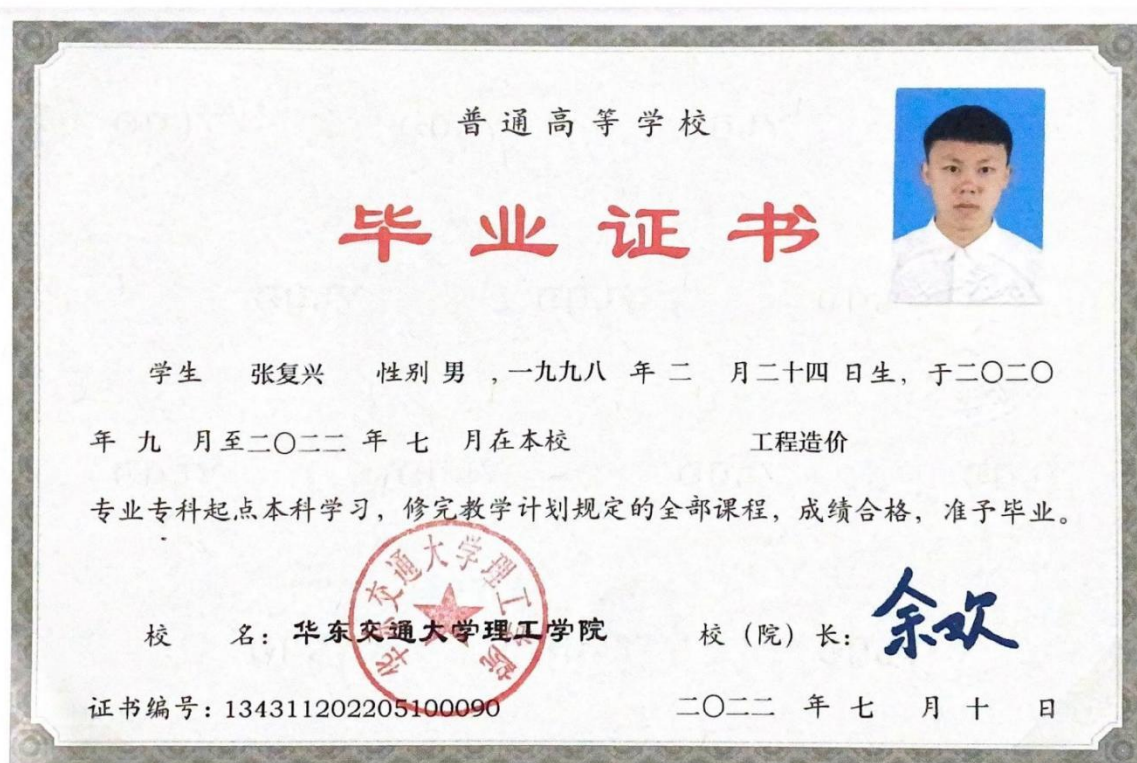 普通高等学校
毕业证书
学生 张复兴 性别 男 ,一九九八 年 二 月二十四 日生，于二〇二〇
年 九 月至二〇二二 年 七 月在本校 工程造价
专业专科起点本科学习，修完教学计划规定的全部课程，成绩合格，准予毕业。
华东交通大学理工学院
校 名：华东交通大学理工学院 校（院）长：余欢
证书编号：134311202205100090 二〇二二 年 七 月 十 日